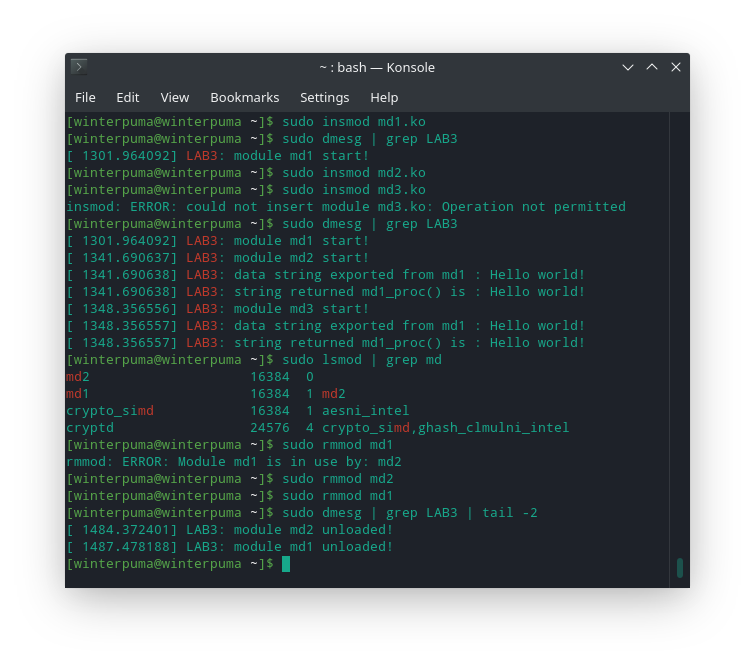 ~ : bash — Konsole
File Edit View Bookmarks Settings Help
[winterpuma@winterpuma ~]$ sudo insmod md1.ko
[winterpuma@winterpuma ~]$ sudo dmesg | grep LAB3
[ 1301.964092] LAB3: module md1 start!
[winterpuma@winterpuma ~]$ sudo insmod md2.ko
[winterpuma@winterpuma ~]$ sudo insmod md3.ko
insmod: ERROR: could not insert module md3.ko: Operation not permitted
[winterpuma@winterpuma ~]$ sudo dmesg | grep LAB3
[ 1301.964092] LAB3: module md1 start!
[ 1341.690637] LAB3: module md2 start!
[ 1341.690638] LAB3: data string exported from md1 : Hello world!
[ 1341.690638] LAB3: string returned md1_proc() is : Hello world!
[ 1348.356556] LAB3: module md3 start!
[ 1348.356557] LAB3: data string exported from md1 : Hello world!
[ 1348.356557] LAB3: string returned md1_proc() is : Hello world!
[winterpuma@winterpuma ~]$ sudo lsmod | grep md
md2                    16384  0
md1                    16384  1 md2
crypto_simd            16384  1 aesni_intel
cryptd                 24576  4 crypto_simd,ghash_clmulni_intel
[winterpuma@winterpuma ~]$ sudo rmmod md1
rmmod: ERROR: Module md1 is in use by: md2
[winterpuma@winterpuma ~]$ sudo rmmod md2
[winterpuma@winterpuma ~]$ sudo rmmod md1
[winterpuma@winterpuma ~]$ sudo dmesg | grep LAB3 | tail -2
[ 1484.372401] LAB3: module md2 unloaded!
[ 1487.478188] LAB3: module md1 unloaded!
[winterpuma@winterpuma ~]$